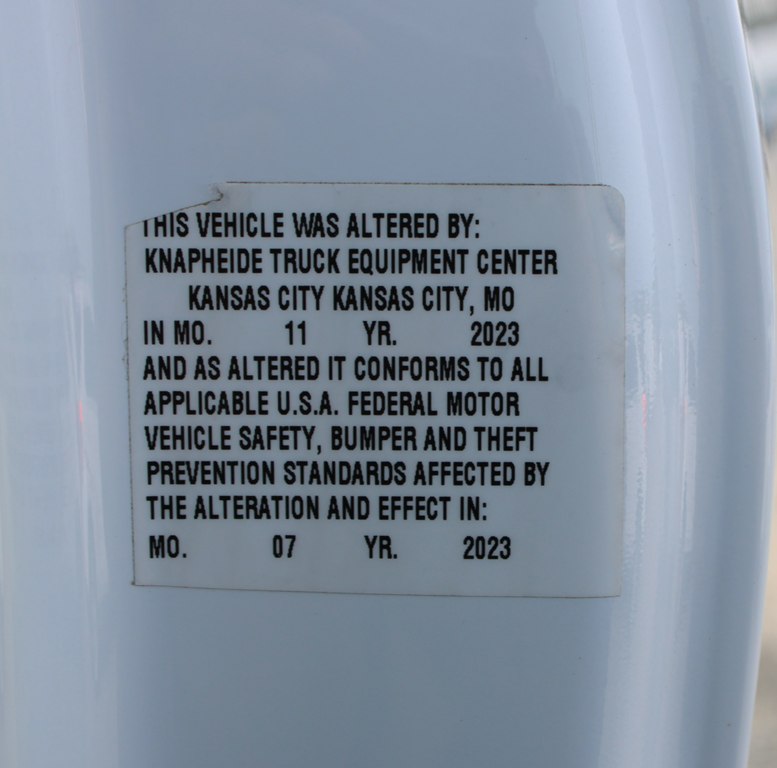 THIS VEHICLE WAS ALTERED BY:
KNAPHEIDE TRUCK EQUIPMENT CENTER
KANSAS CITY KANSAS CITY, MO
IN MO. 11 YR. 2023
AND AS ALTERED IT CONFORMS TO ALL
APPLICABLE U.S.A. FEDERAL MOTOR
VEHICLE SAFETY, BUMPER AND THEFT
PREVENTION STANDARDS AFFECTED BY
THE ALTERATION AND EFFECT IN:
MO. 07 YR. 2023